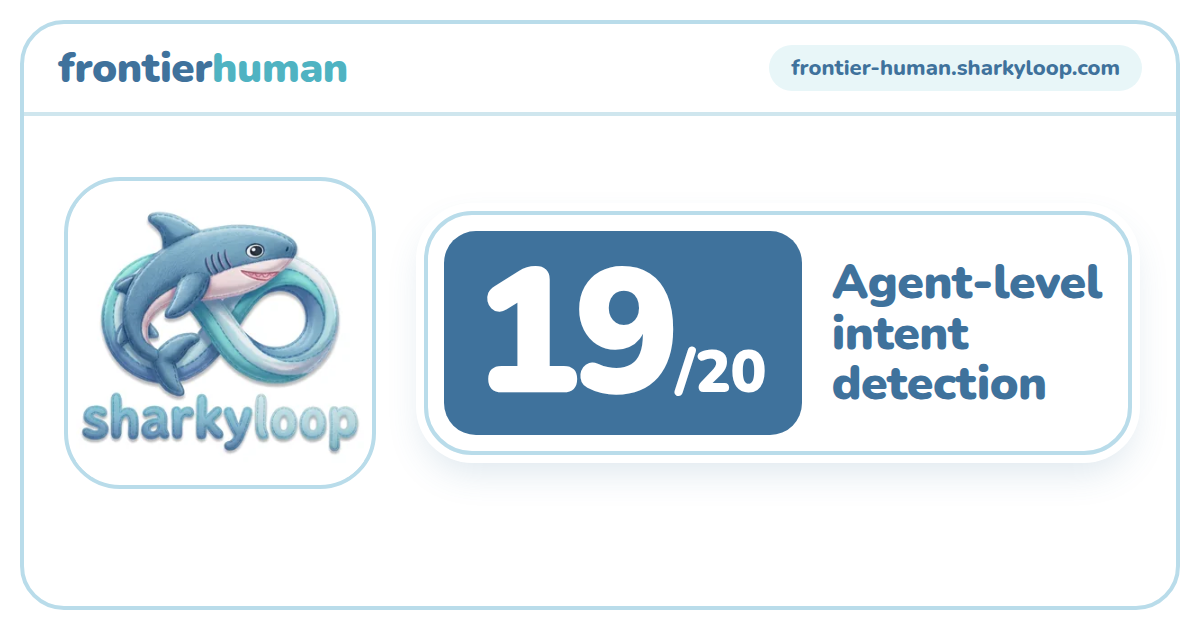 frontierhuman
frontier-human.sharkyloop.com
sharkyloop
19/20
Agent-level
intent
detection